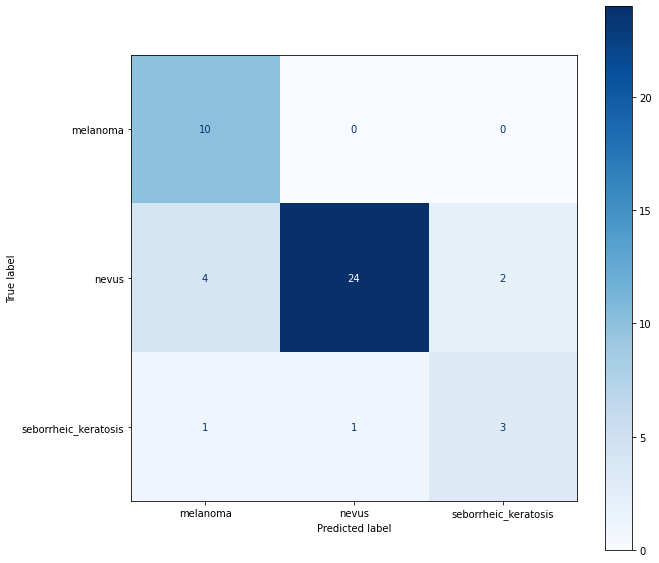 melanoma
10 0 0
nevus
4 24 2
seborrheic_keratosis
1 1 3
melanoma nevus seborrheic_keratosis
Predicted label
True label
20
15
10
5
0